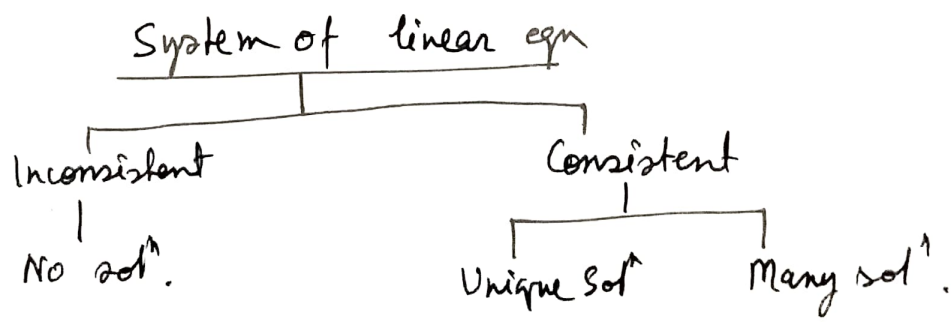 System of linear eqn
Inconsistent Consistent
No solⁿ. Unique Solⁿ Many solⁿ.